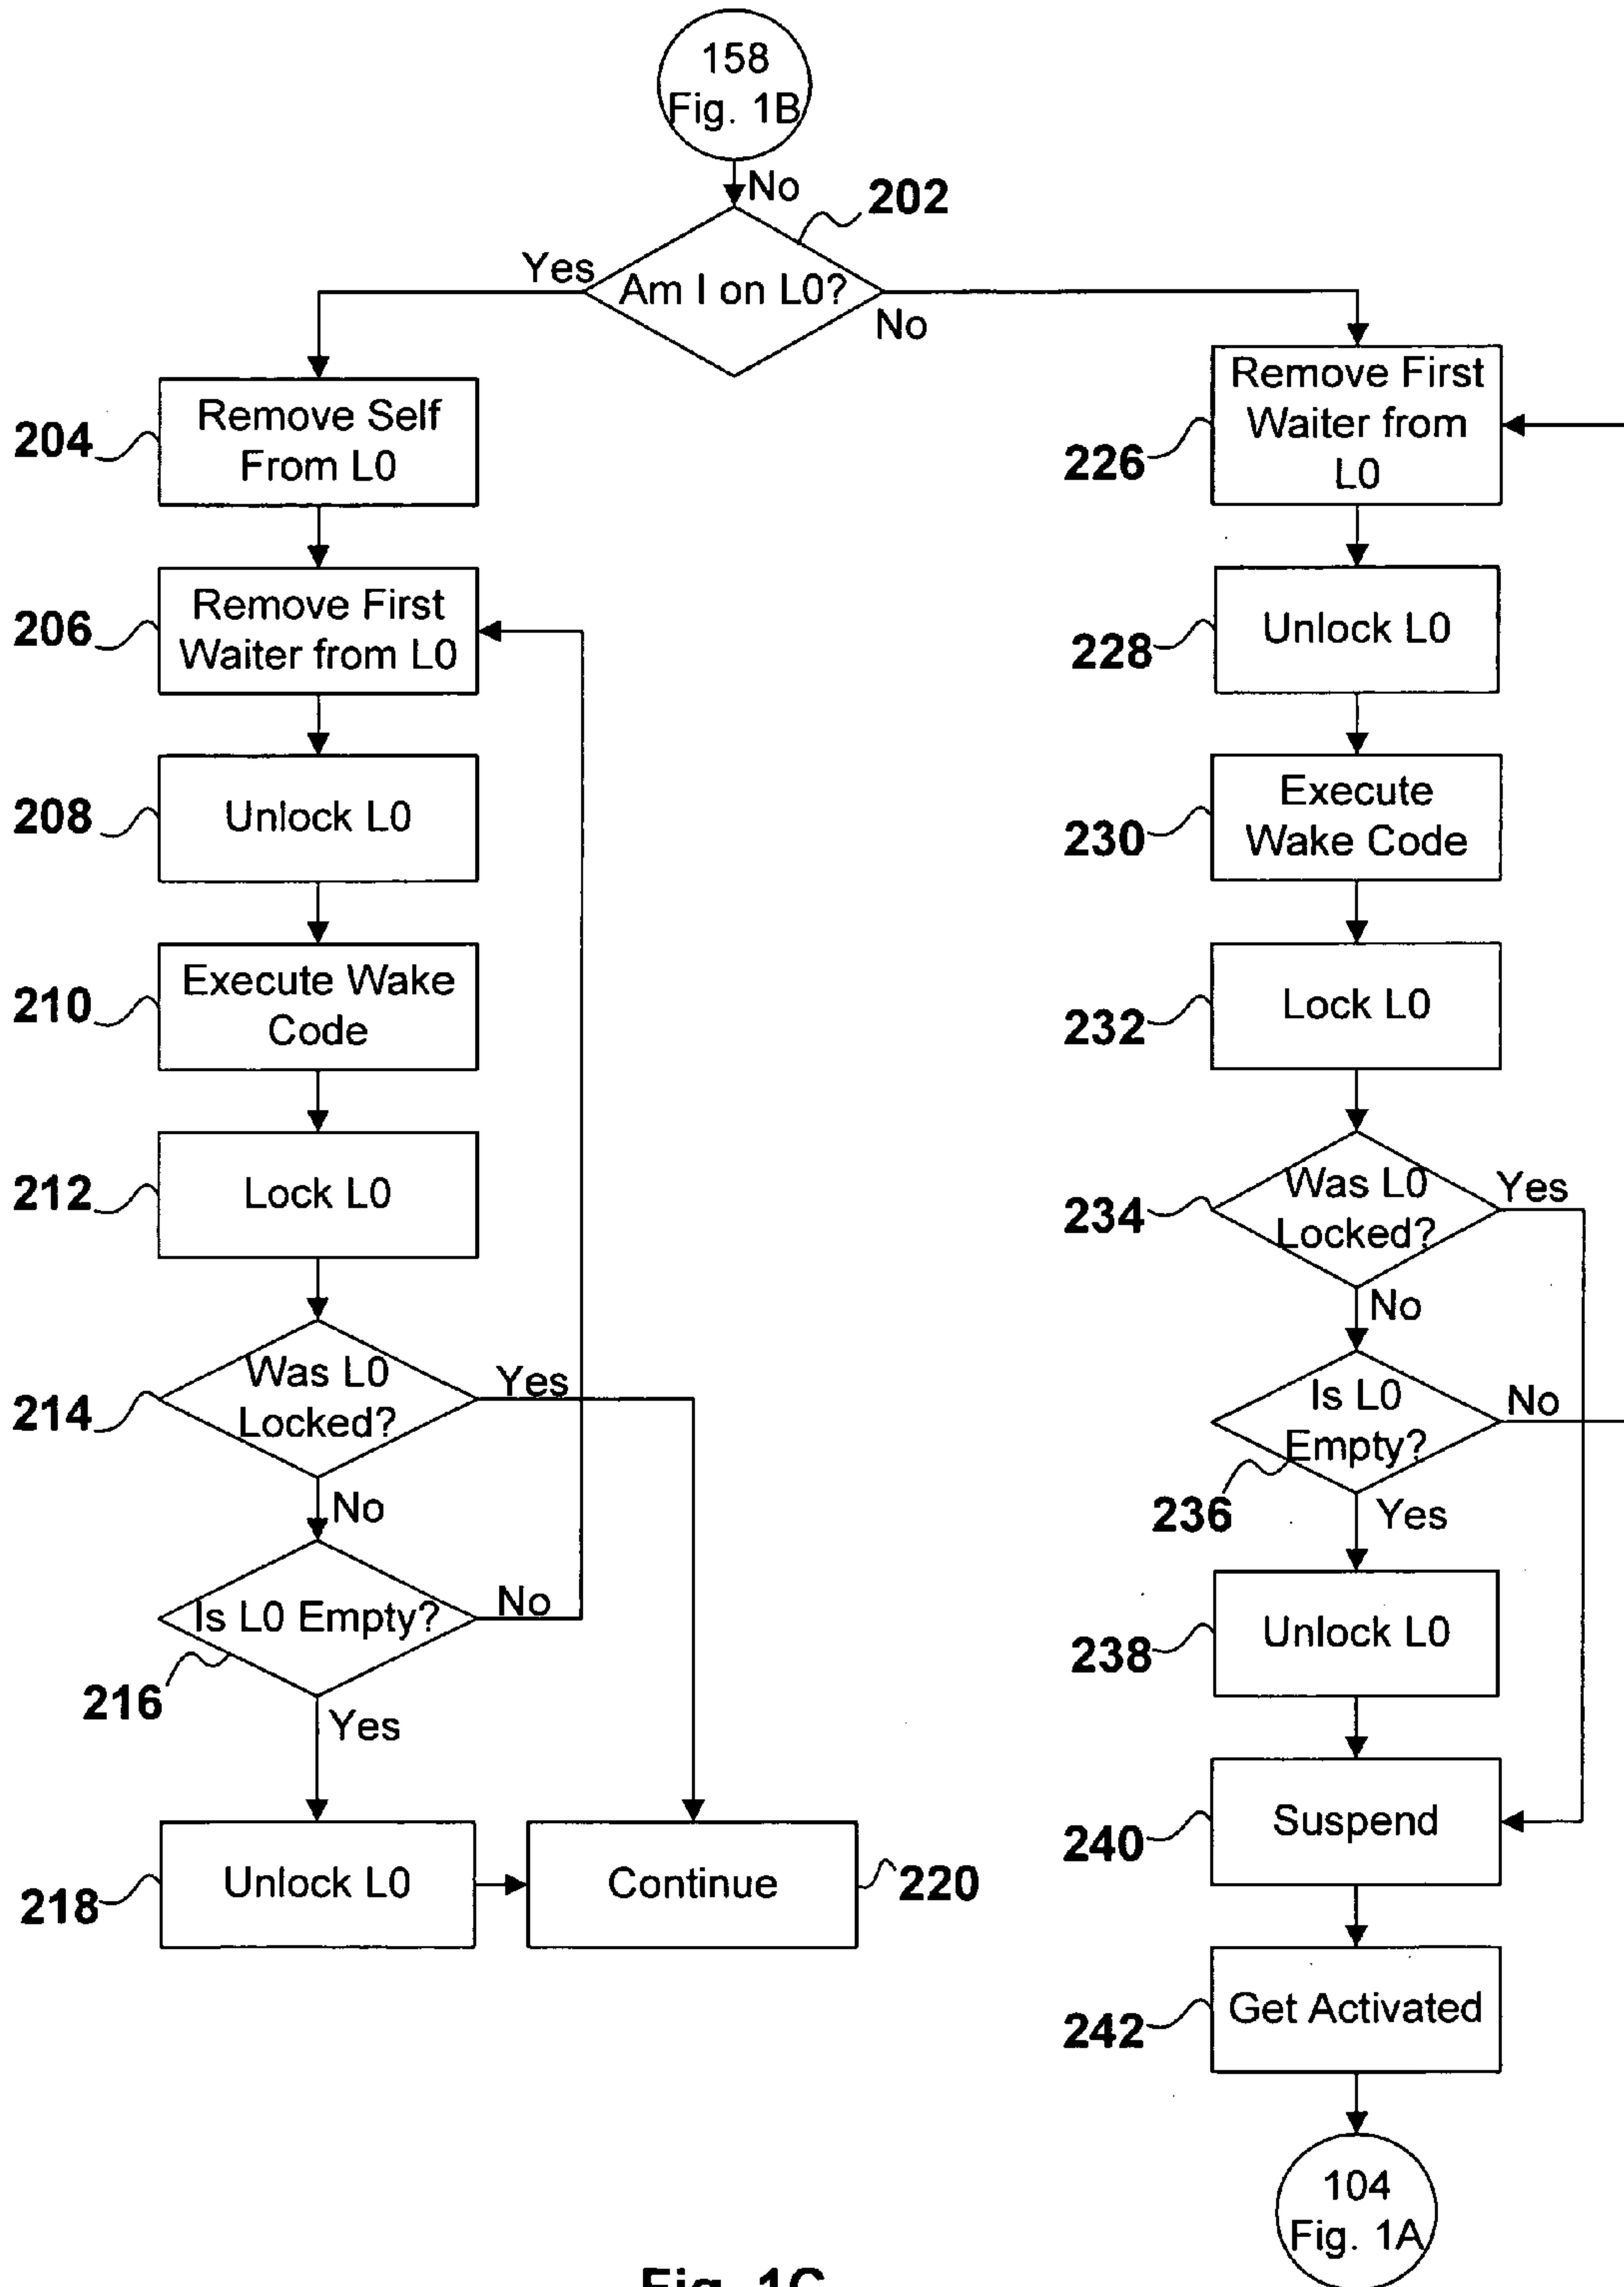 158
Fig. 1B
No
202
Yes
Am I on L0?
No
204
Remove Self
From L0
206
Remove First
Waiter from L0
208
Unlock L0
210
Execute Wake
Code
212
Lock L0
214
Was L0
Locked?
Yes
No
216
Is L0 Empty?
No
Yes
218
Unlock L0
Continue
220
226
Remove First
Waiter from
L0
228
Unlock L0
230
Execute
Wake Code
232
Lock L0
234
Was L0
Locked?
Yes
No
236
Is L0
Empty?
No
Yes
238
Unlock L0
240
Suspend
242
Get Activated
104
Fig. 1A
Fig. 1C